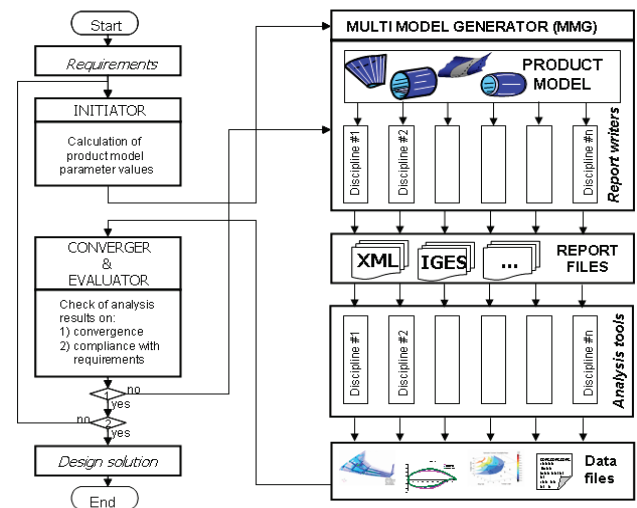 Start
Requirements
INITIATOR
Calculation of
product model
parameter values
CONVERGER
&
EVALUATOR
Check of analysis
results on:
1) convergence
2) compliance with
requirements
1
no
yes
no
2
yes
Design solution
End
MULTI MODEL GENERATOR (MMG)
PRODUCT
MODEL
Discipline #1
Discipline #2
Discipline #n
Report writers
XML
IGES
...
REPORT
FILES
Discipline #1
Discipline #2
Discipline #n
Analysis tools
Data
files